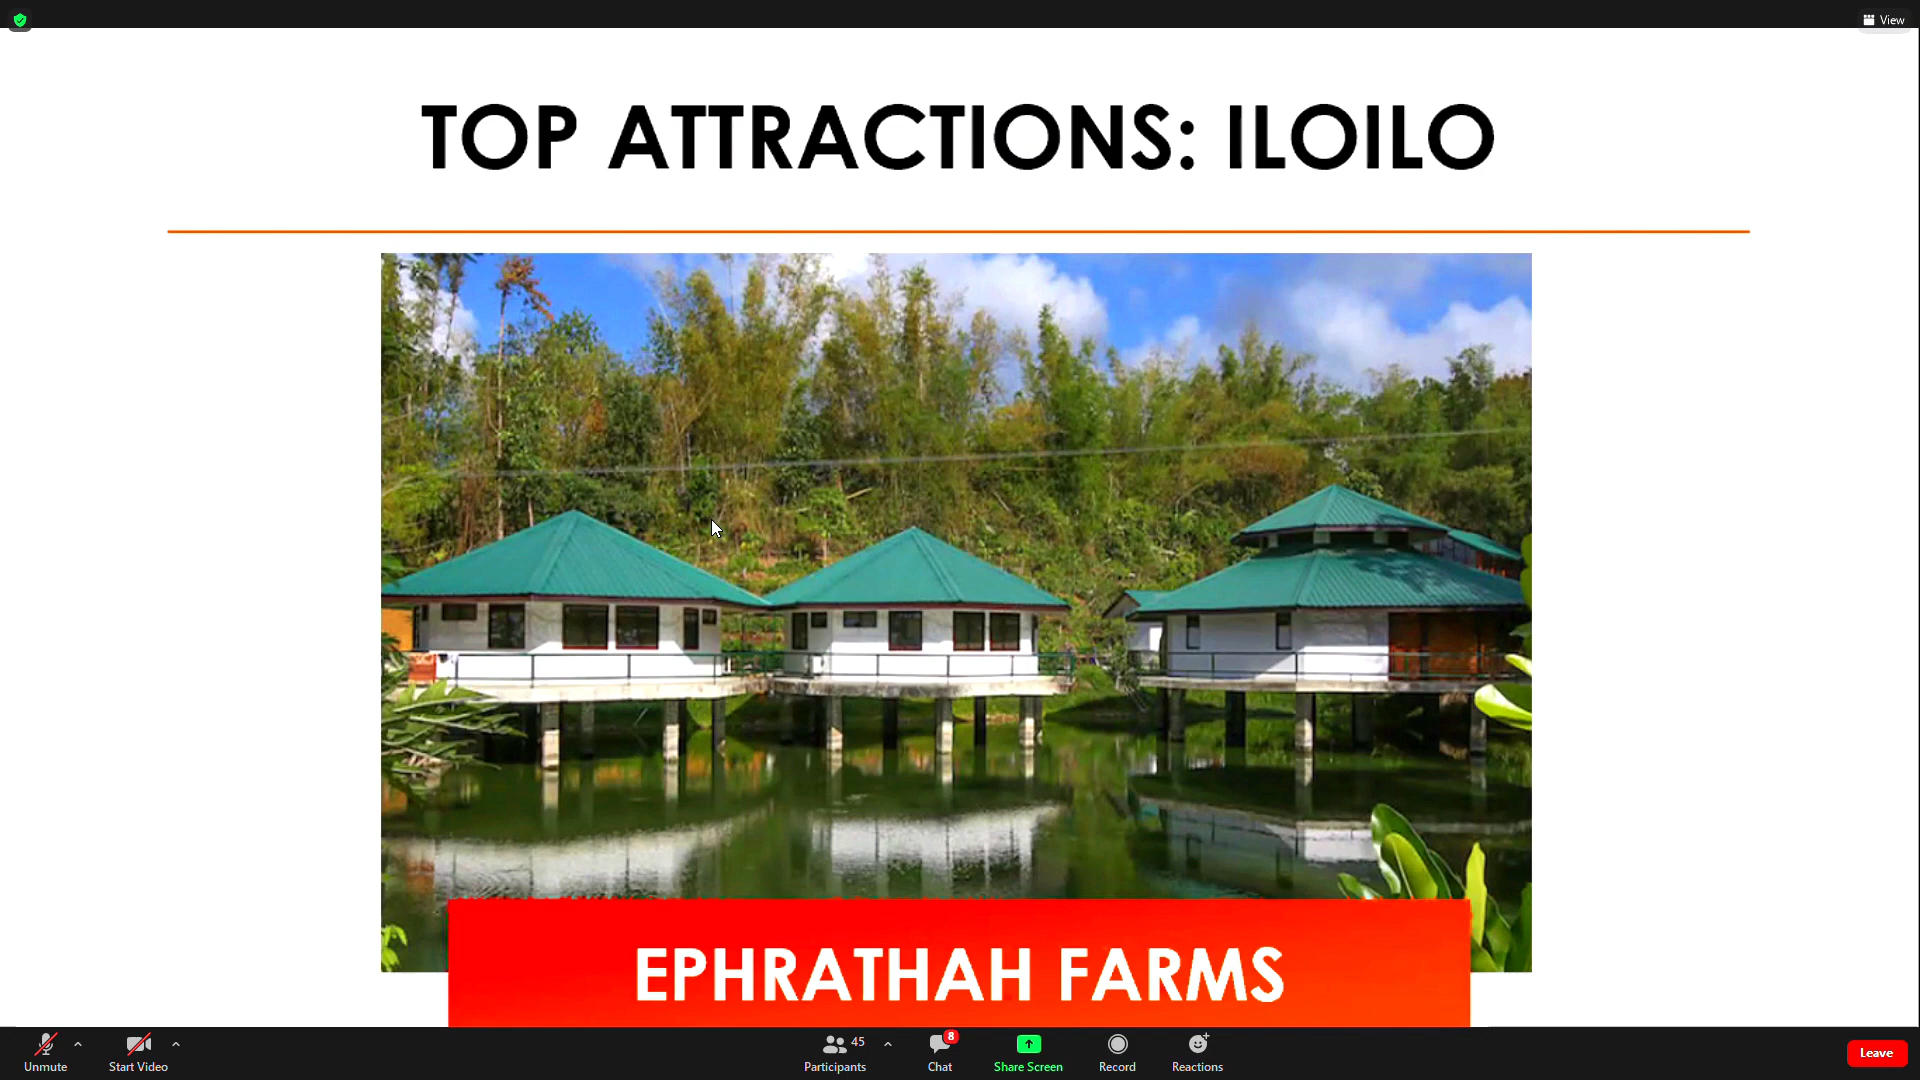 View
TOP ATTRACTIONS: ILOILO
EPHRATHAH FARMS
Unmute
Start Video
45
Participants
8
Chat
Share Screen
Record
Reactions
Leave